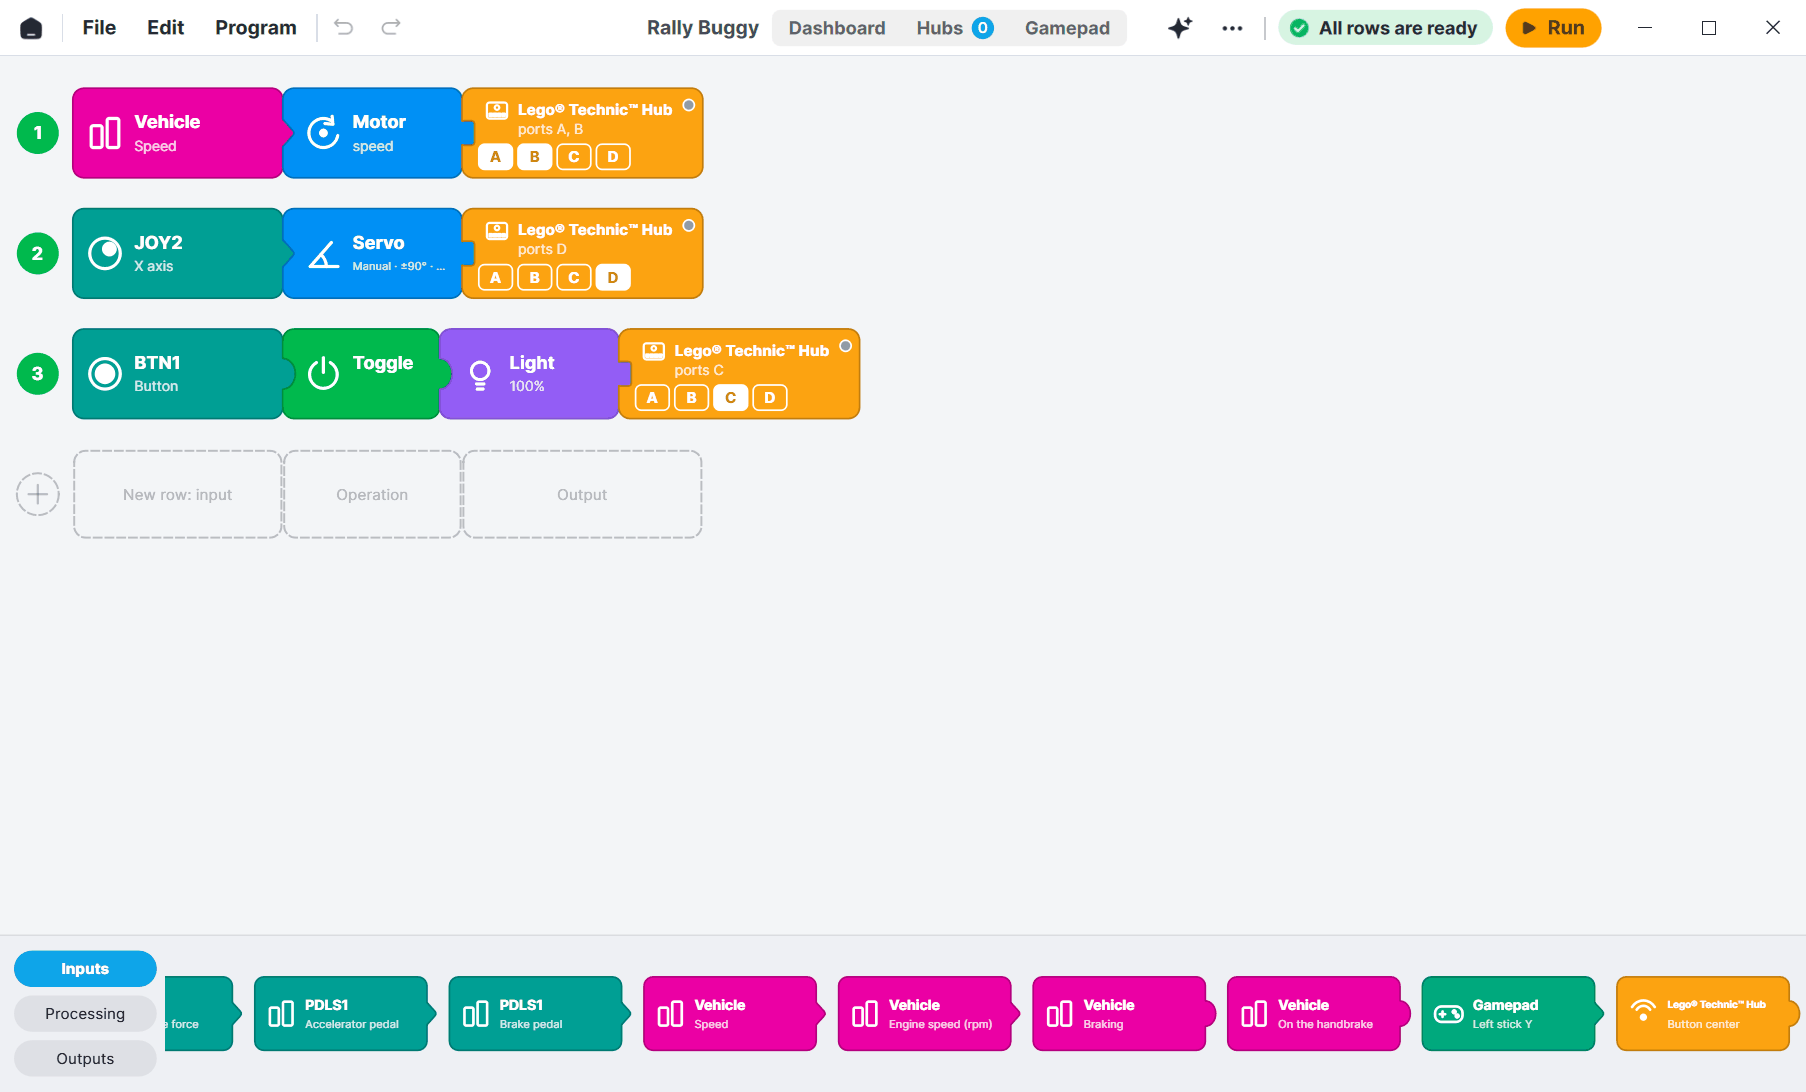 File Edit Program Rally Buggy Dashboard Hubs 0 Gamepad All rows are ready Run
1
Vehicle
Speed
Motor
speed
Lego® Technic™ Hub
ports A, B
A B C D
2
JOY2
X axis
Servo
Manual · ±90° · ...
Lego® Technic™ Hub
ports D
A B C D
3
BTN1
Button
Toggle
Light
100%
Lego® Technic™ Hub
ports C
A B C D
New row: input Operation Output
Inputs
Processing
Outputs
e force
PDLS1
Accelerator pedal
PDLS1
Brake pedal
Vehicle
Speed
Vehicle
Engine speed (rpm)
Vehicle
Braking
Vehicle
On the handbrake
Gamepad
Left stick Y
Lego® Technic™ Hub
Button center